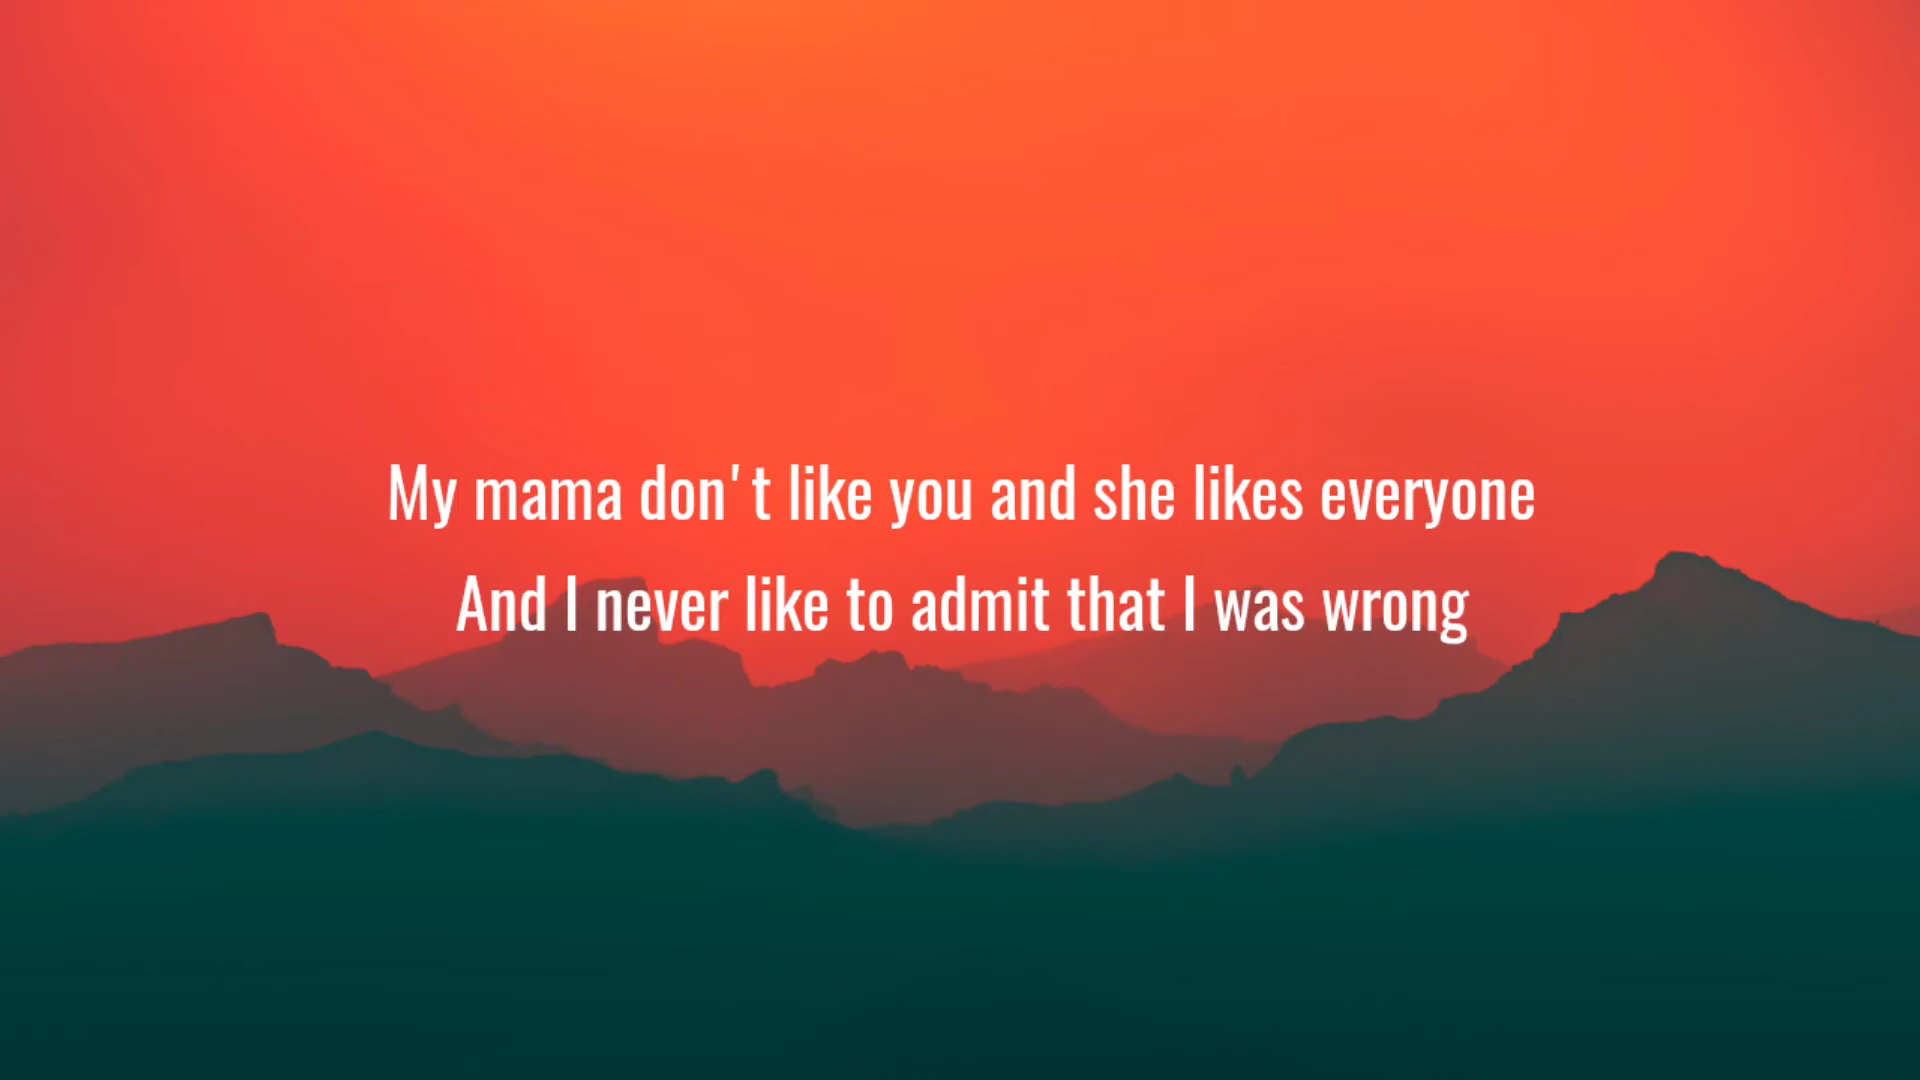 My mama don't like you and she likes everyone
And I never like to admit that I was wrong